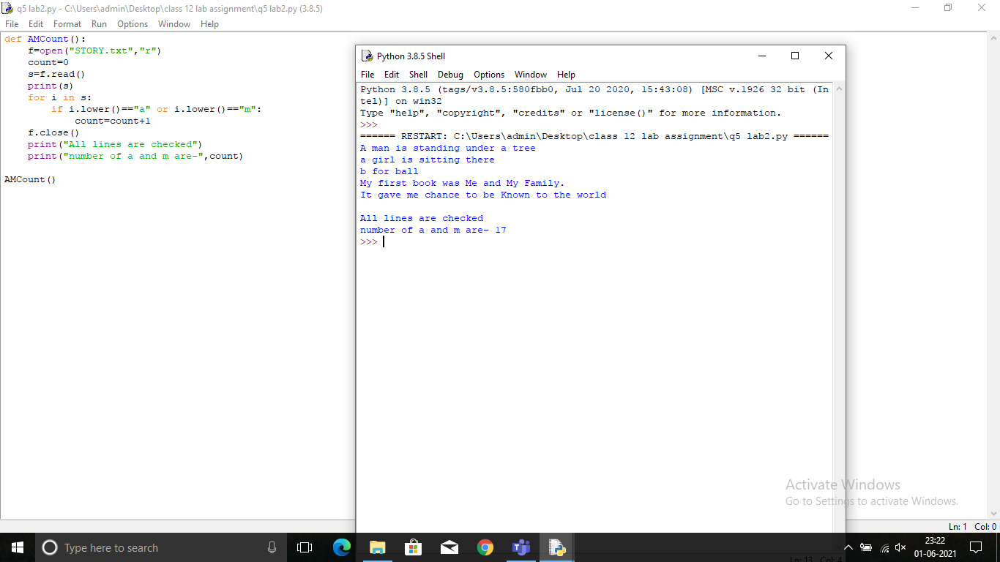 q5 lab2.py - C:\Users\admin\Desktop\class 12 lab assignment\q5 lab2.py (3.8.5)
File Edit Format Run Options Window Help
def AMCount():
    f=open("STORY.txt","r")
    count=0
    s=f.read()
    print(s)
    for i in s:
        if i.lower()=="a" or i.lower()=="m":
            count=count+1
    f.close()
    print("All lines are checked")
    print("number of a and m are-",count)
AMCount()
Python 3.8.5 Shell
File Edit Shell Debug Options Window Help
Python 3.8.5 (tags/v3.8.5:580fbb0, Jul 20 2020, 15:43:08) [MSC v.1926 32 bit (In
tel)] on win32
Type "help", "copyright", "credits" or "license()" for more information.
>>>
====== RESTART: C:\Users\admin\Desktop\class 12 lab assignment\q5 lab2.py ======
A man is standing under a tree
a girl is sitting there
b for ball
My first book was Me and My Family.
It gave me chance to be Known to the world
All lines are checked
number of a and m are- 17
>>>
Activate Windows
Go to Settings to activate Windows.
Ln: 1 Col: 0
Type here to search
23:22
01-06-2021
Ln: 13 Col: 4